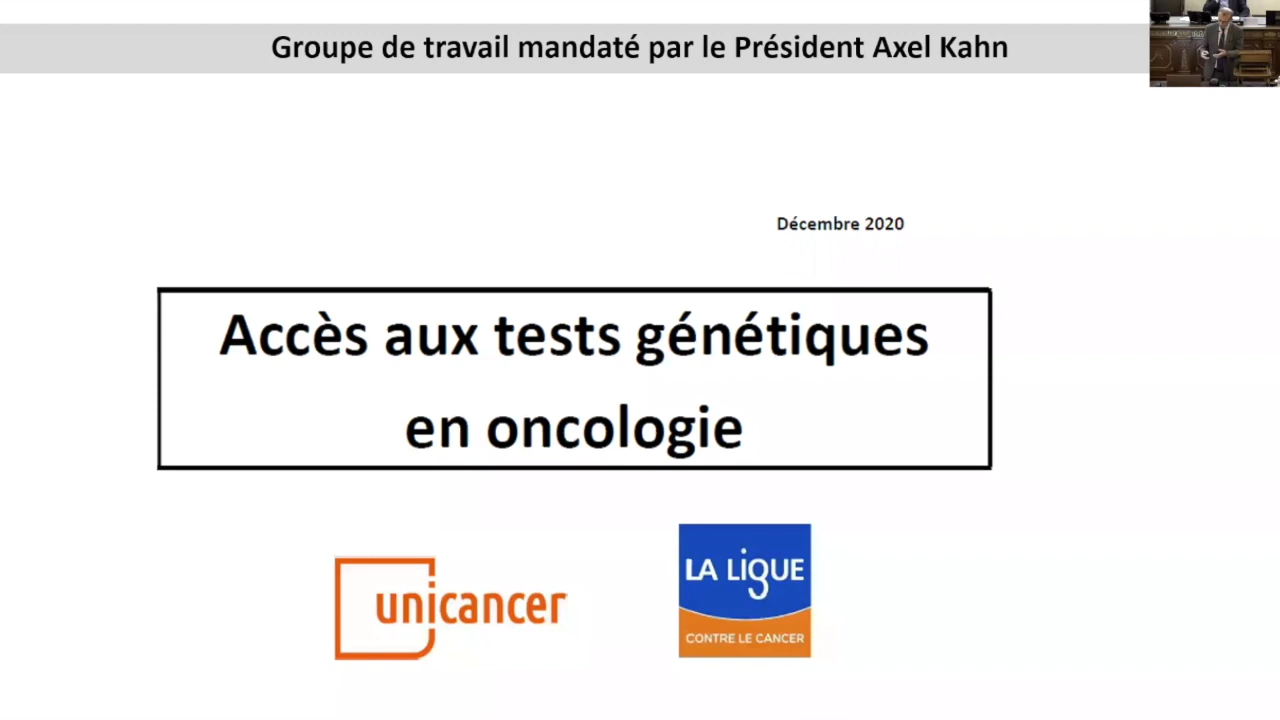 Groupe de travail mandaté par le Président Axel Kahn
Décembre 2020
Accès aux tests génétiques
en oncologie
unicancer
LA LIGUE
CONTRE LE CANCER